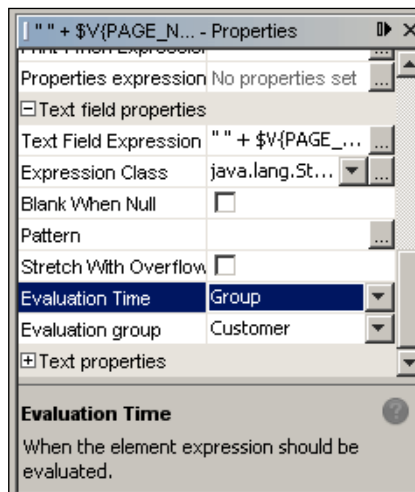 " " + $V{PAGE_N... - Properties
Properties expression No properties set ...
Text field properties
Text Field Expression " " + $V{PAGE_... ...
Expression Class java.lang.St... ...
Blank When Null
Pattern ...
Stretch With Overflow
Evaluation Time Group
Evaluation group Customer
Text properties
Evaluation Time
When the element expression should be
evaluated.